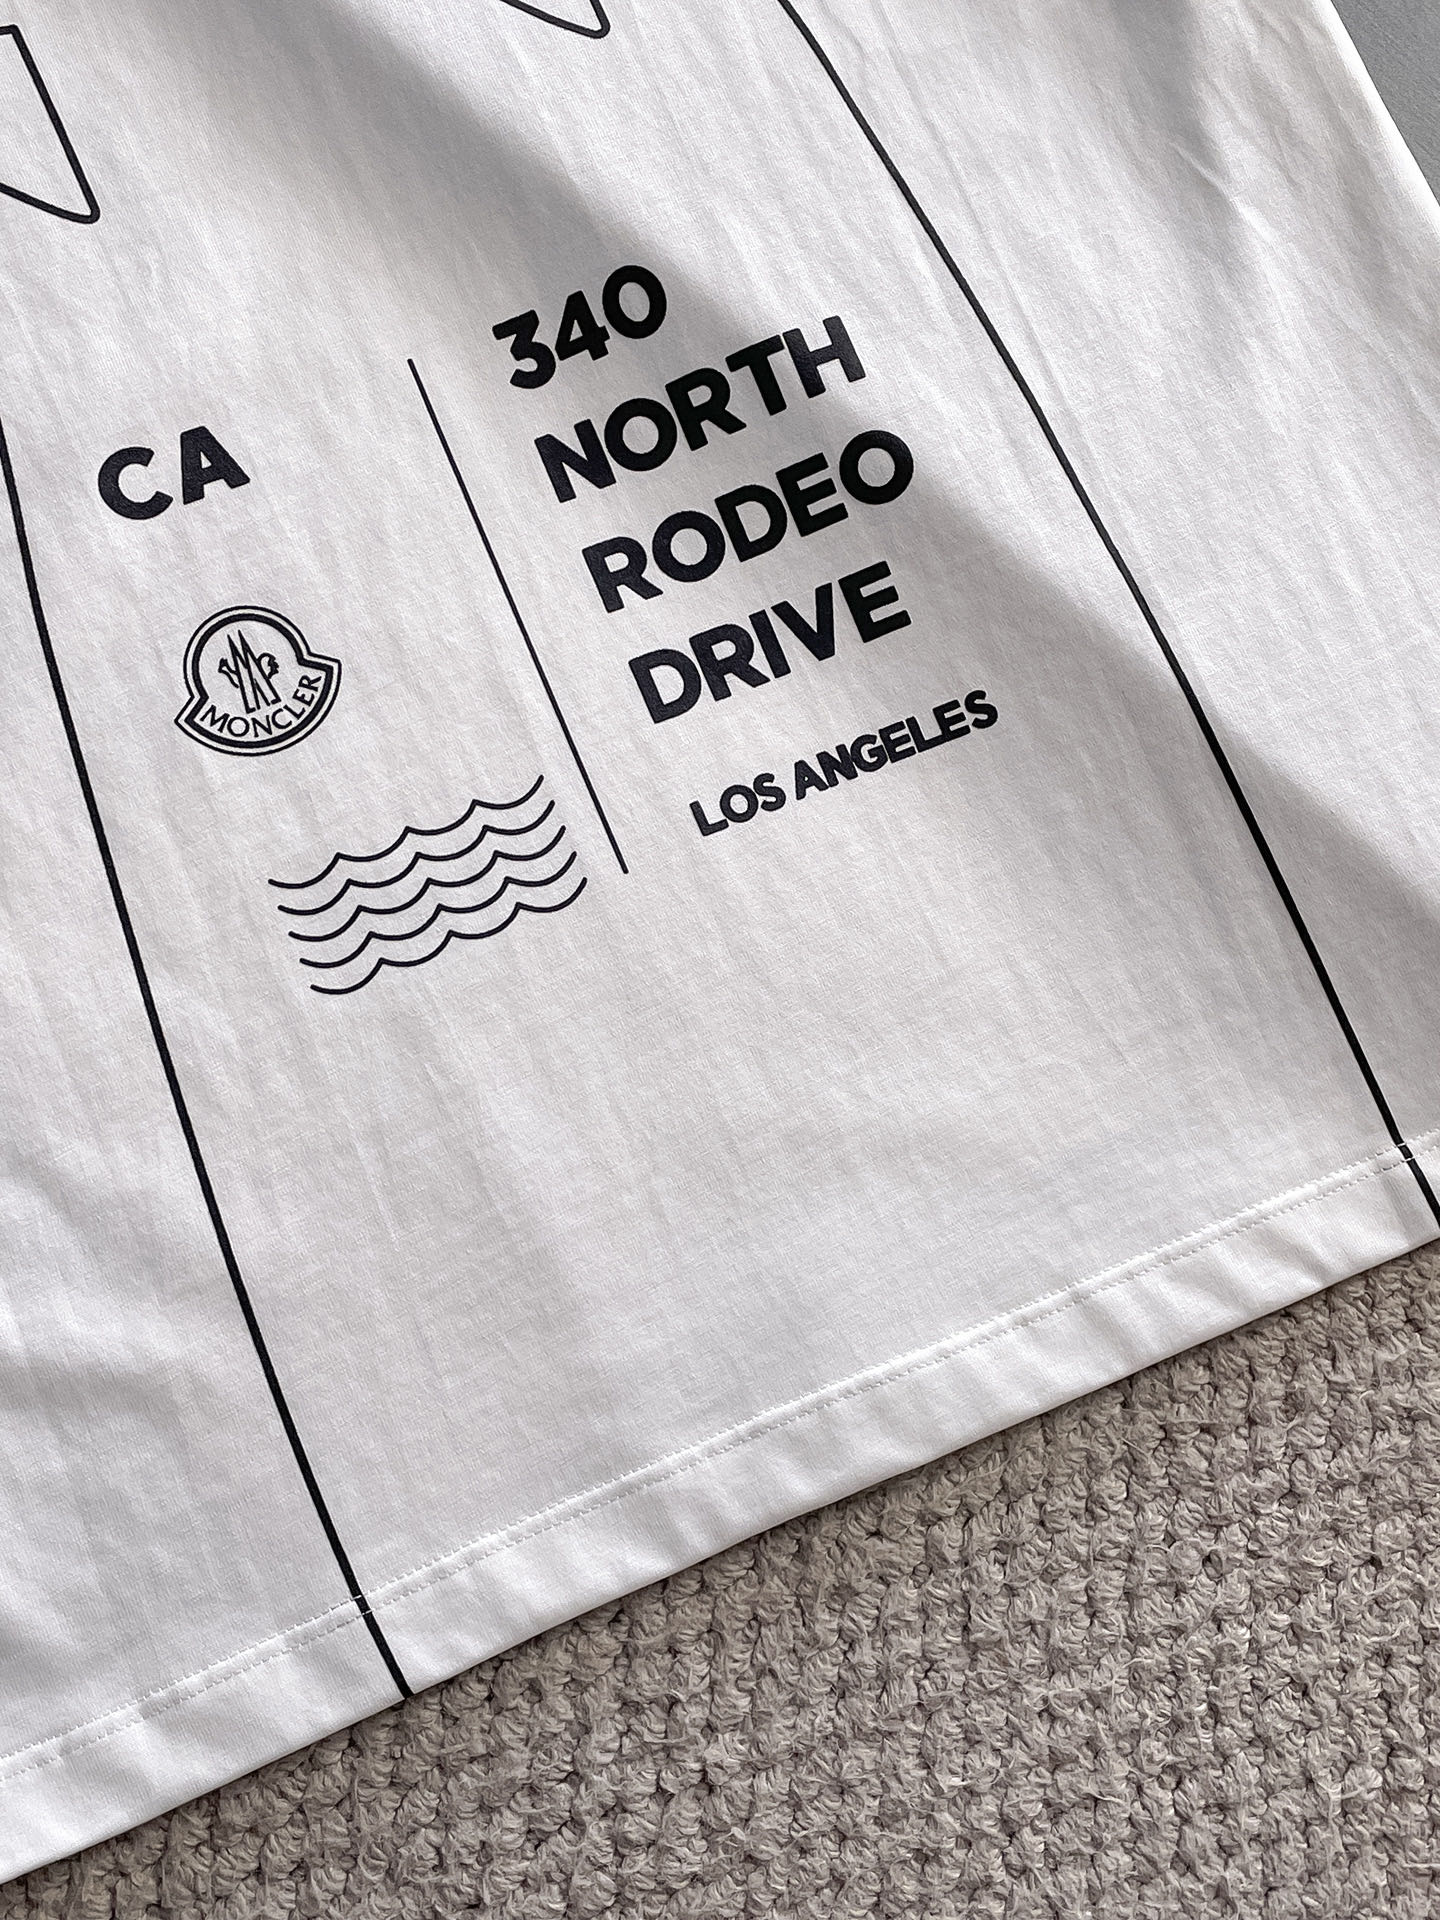 CA
MONCLER
340
NORTH
RODEO
DRIVE
LOS ANGELES